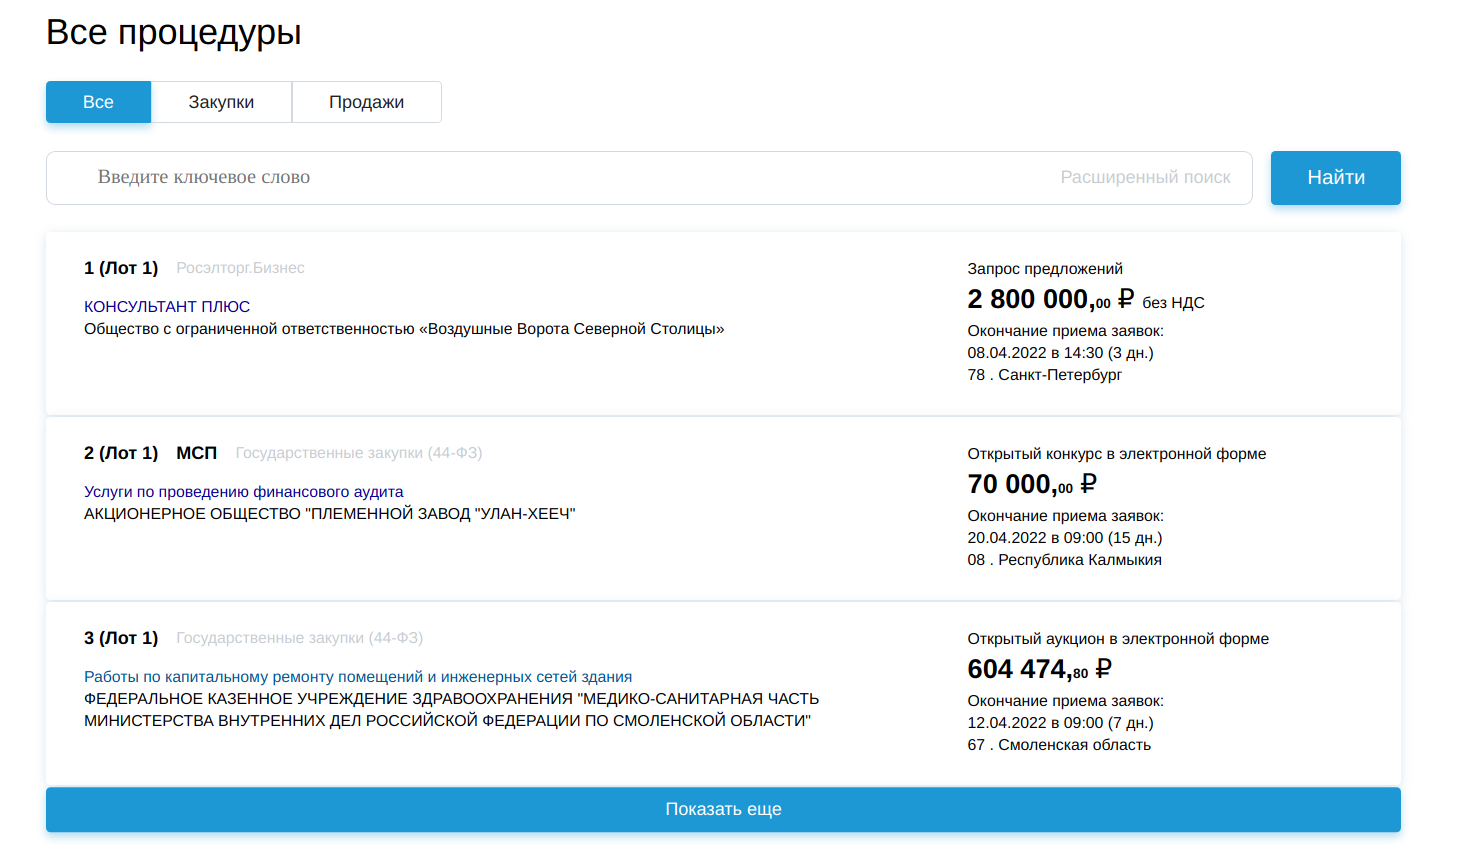 Все процедуры
Все Закупки Продажи
Введите ключевое слово Расширенный поиск Найти
1 (Лот 1) Росэлторг.Бизнес
КОНСУЛЬТАНТ ПЛЮС
Общество с ограниченной ответственностью «Воздушные Ворота Северной Столицы»
Запрос предложений
2 800 000,00 ₽ без НДС
Окончание приема заявок:
08.04.2022 в 14:30 (3 дн.)
78 . Санкт-Петербург
2 (Лот 1) МСП Государственные закупки (44-ФЗ)
Услуги по проведению финансового аудита
АКЦИОНЕРНОЕ ОБЩЕСТВО "ПЛЕМЕННОЙ ЗАВОД "УЛАН-ХЕЕЧ"
Открытый конкурс в электронной форме
70 000,00 ₽
Окончание приема заявок:
20.04.2022 в 09:00 (15 дн.)
08 . Республика Калмыкия
3 (Лот 1) Государственные закупки (44-ФЗ)
Работы по капитальному ремонту помещений и инженерных сетей здания
ФЕДЕРАЛЬНОЕ КАЗЕННОЕ УЧРЕЖДЕНИЕ ЗДРАВООХРАНЕНИЯ "МЕДИКО-САНИТАРНАЯ ЧАСТЬ
МИНИСТЕРСТВА ВНУТРЕННИХ ДЕЛ РОССИЙСКОЙ ФЕДЕРАЦИИ ПО СМОЛЕНСКОЙ ОБЛАСТИ"
Открытый аукцион в электронной форме
604 474,80 ₽
Окончание приема заявок:
12.04.2022 в 09:00 (7 дн.)
67 . Смоленская область
Показать еще